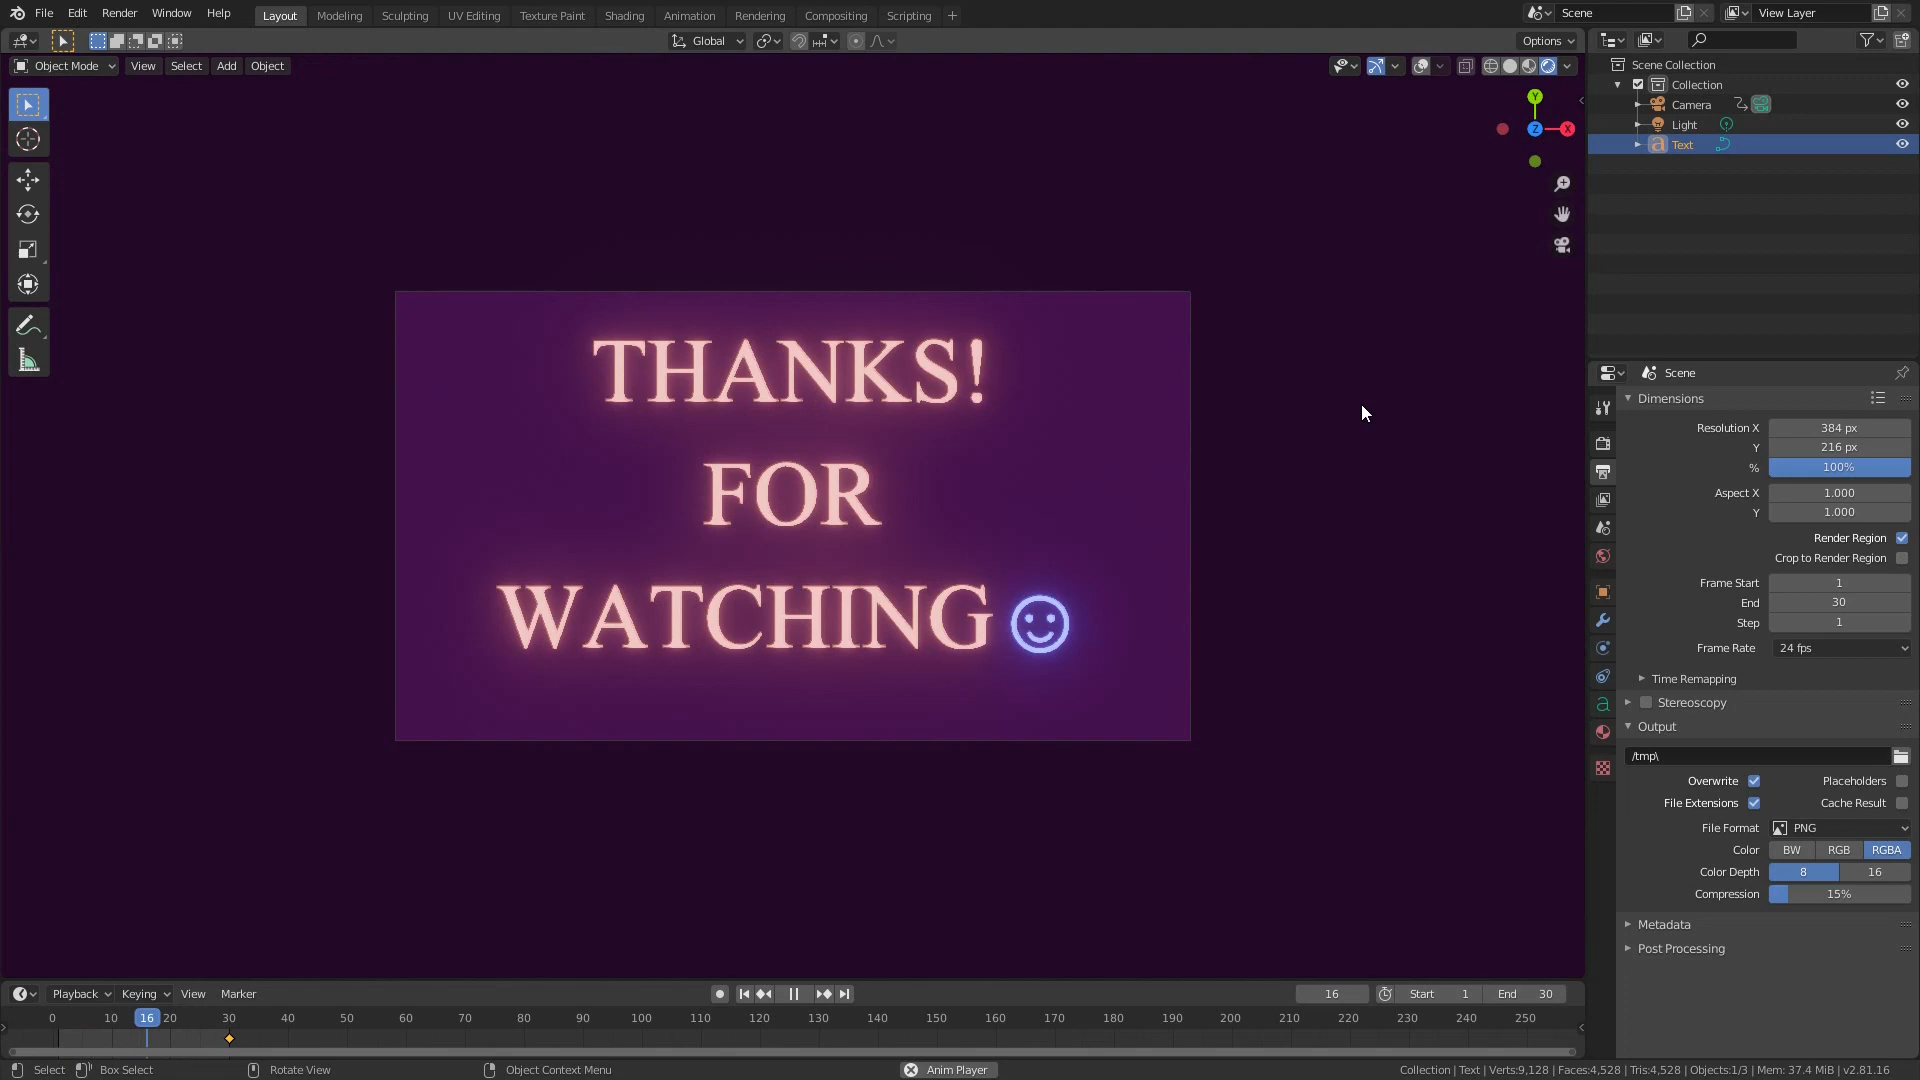 File Edit Render Window Help
Layout Modeling Sculpting UV Editing Texture Paint Shading Animation Rendering Compositing Scripting +
Scene
View Layer
Global
Options
Object Mode View Select Add Object
Y
Z
X
THANKS!
FOR
WATCHING
Scene Collection
Collection
Camera
Light
a Text
Scene
Dimensions
Resolution X 384 px
Y 216 px
% 100%
Aspect X 1.000
Y 1.000
Render Region
Crop to Render Region
Frame Start 1
End 30
Step 1
Frame Rate 24 fps
Time Remapping
Stereoscopy
Output
/tmp\
Overwrite Placeholders
File Extensions Cache Result
File Format PNG
Color BW RGB RGBA
Color Depth 8 16
Compression 15%
Metadata
Post Processing
Playback Keying View Marker
16 Start 1 End 30
0 10 16 20 30 40 50 60 70 80 90 100 110 120 130 140 150 160 170 180 190 200 210 220 230 240 250
Select Box Select Rotate View Object Context Menu Anim Player Collection | Text | Verts:9,128 | Faces:4,528 | Tris:4,528 | Objects:1/3 | Mem: 37.4 MiB | v2.81.16